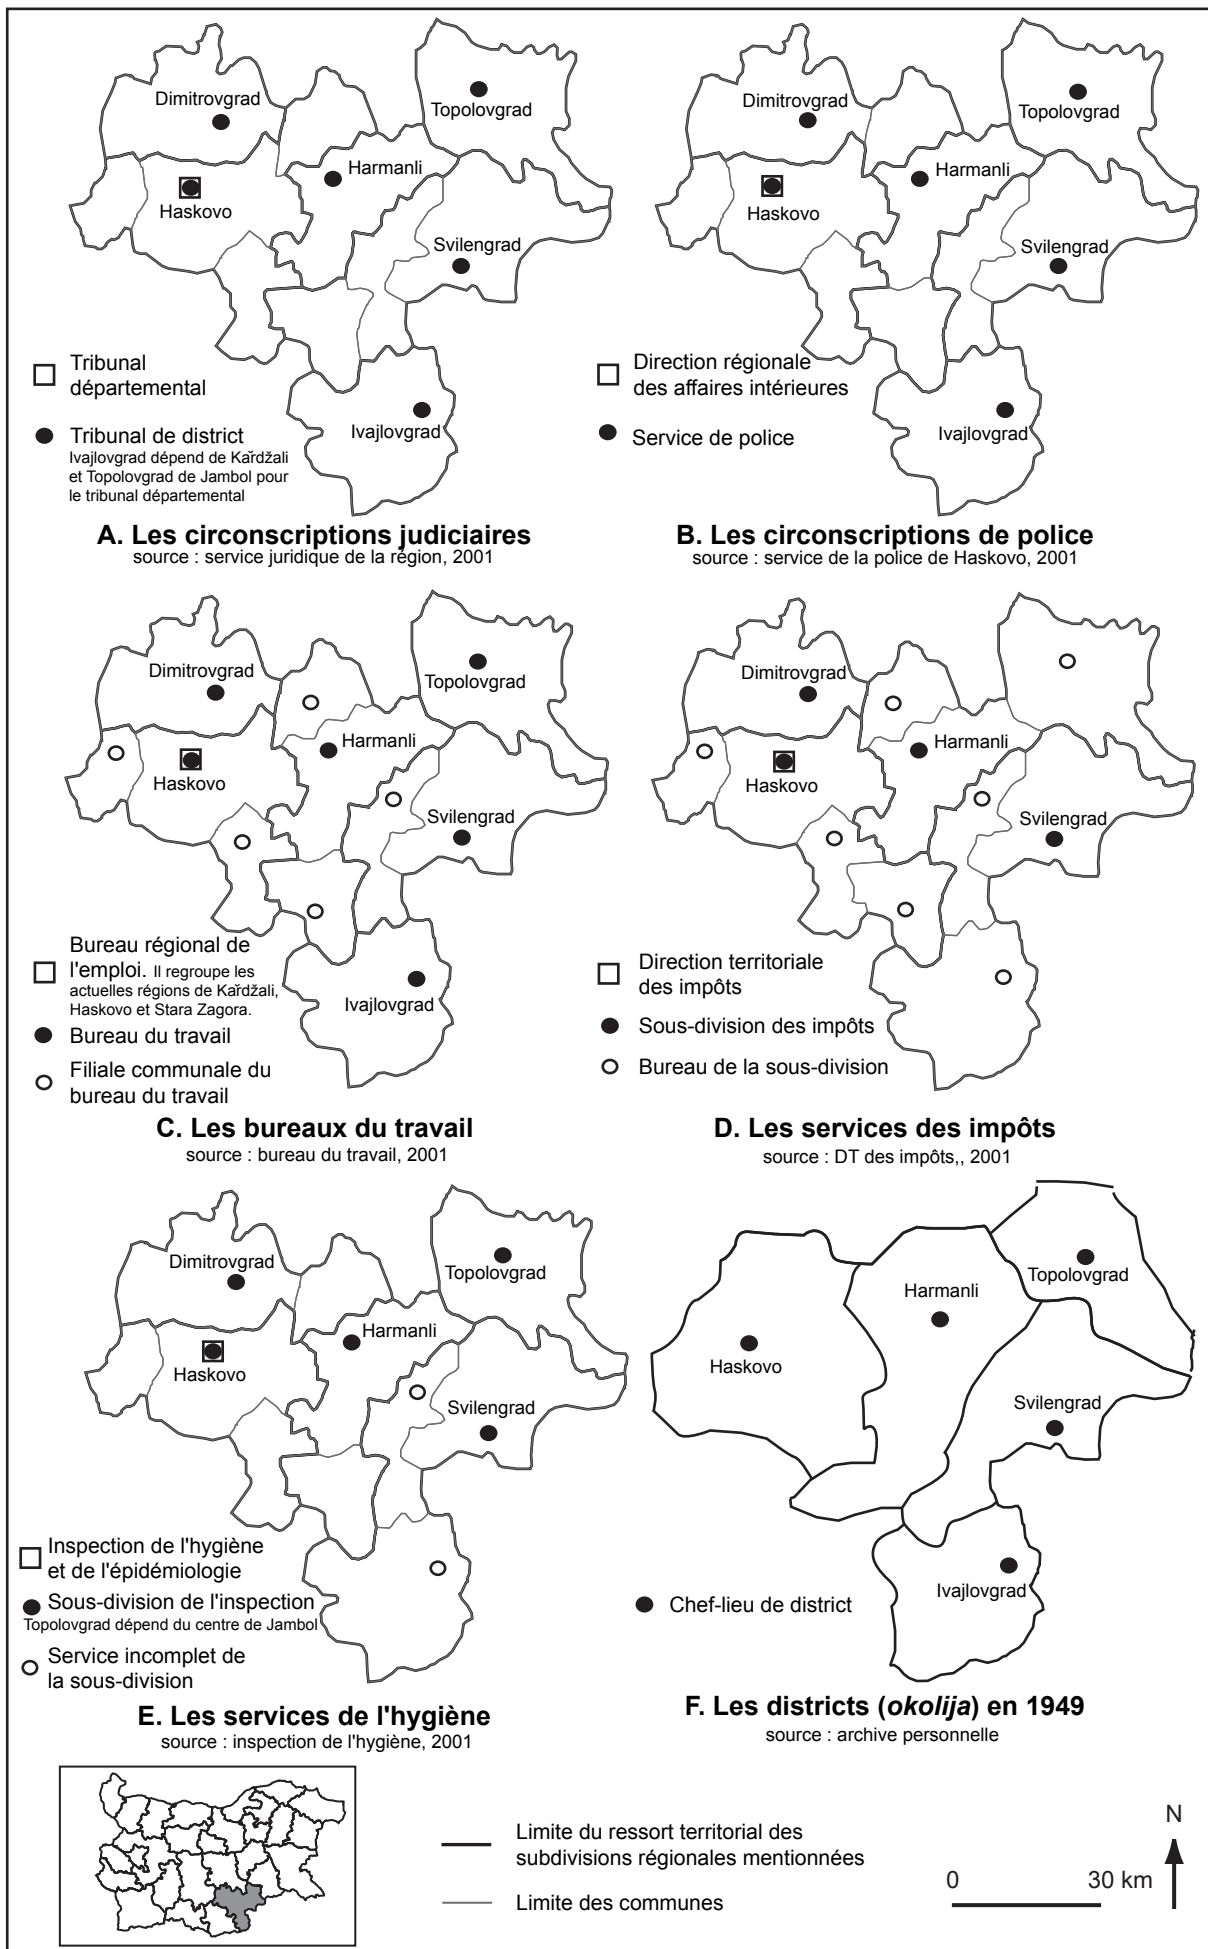 Dimitrovgrad
Topolovgrad
Harmanli
Haskovo
Svilengrad
Ivajlovgrad
Tribunal
départemental
Tribunal de district
Ivajlovgrad dépend de Kařdžali
et Topolovgrad de Jambol pour
le tribunal départemental
A. Les circonscriptions judiciaires
source : service juridique de la région, 2001
Dimitrovgrad
Topolovgrad
Harmanli
Haskovo
Svilengrad
Ivajlovgrad
Direction régionale
des affaires intérieures
Service de police
B. Les circonscriptions de police
source : service de la police de Haskovo, 2001
Dimitrovgrad
Topolovgrad
Harmanli
Haskovo
Svilengrad
Ivajlovgrad
Bureau régional de
l'emploi. Il regroupe les
actuelles régions de Kařdžali,
Haskovo et Stara Zagora.
Bureau du travail
Filiale communale du
bureau du travail
C. Les bureaux du travail
source : bureau du travail, 2001
Dimitrovgrad
Harmanli
Haskovo
Svilengrad
Direction territoriale
des impôts
Sous-division des impôts
Bureau de la sous-division
D. Les services des impôts
source : DT des impôts,, 2001
Dimitrovgrad
Topolovgrad
Harmanli
Haskovo
Svilengrad
Inspection de l'hygiène
et de l'épidémiologie
Sous-division de l'inspection
Topolovgrad dépend du centre de Jambol
Service incomplet de
la sous-division
E. Les services de l'hygiène
source : inspection de l'hygiène, 2001
Topolovgrad
Harmanli
Haskovo
Svilengrad
Ivajlovgrad
Chef-lieu de district
F. Les districts (okolija) en 1949
source : archive personnelle
Limite du ressort territorial des
subdivisions régionales mentionnées
Limite des communes
0 30 km
N